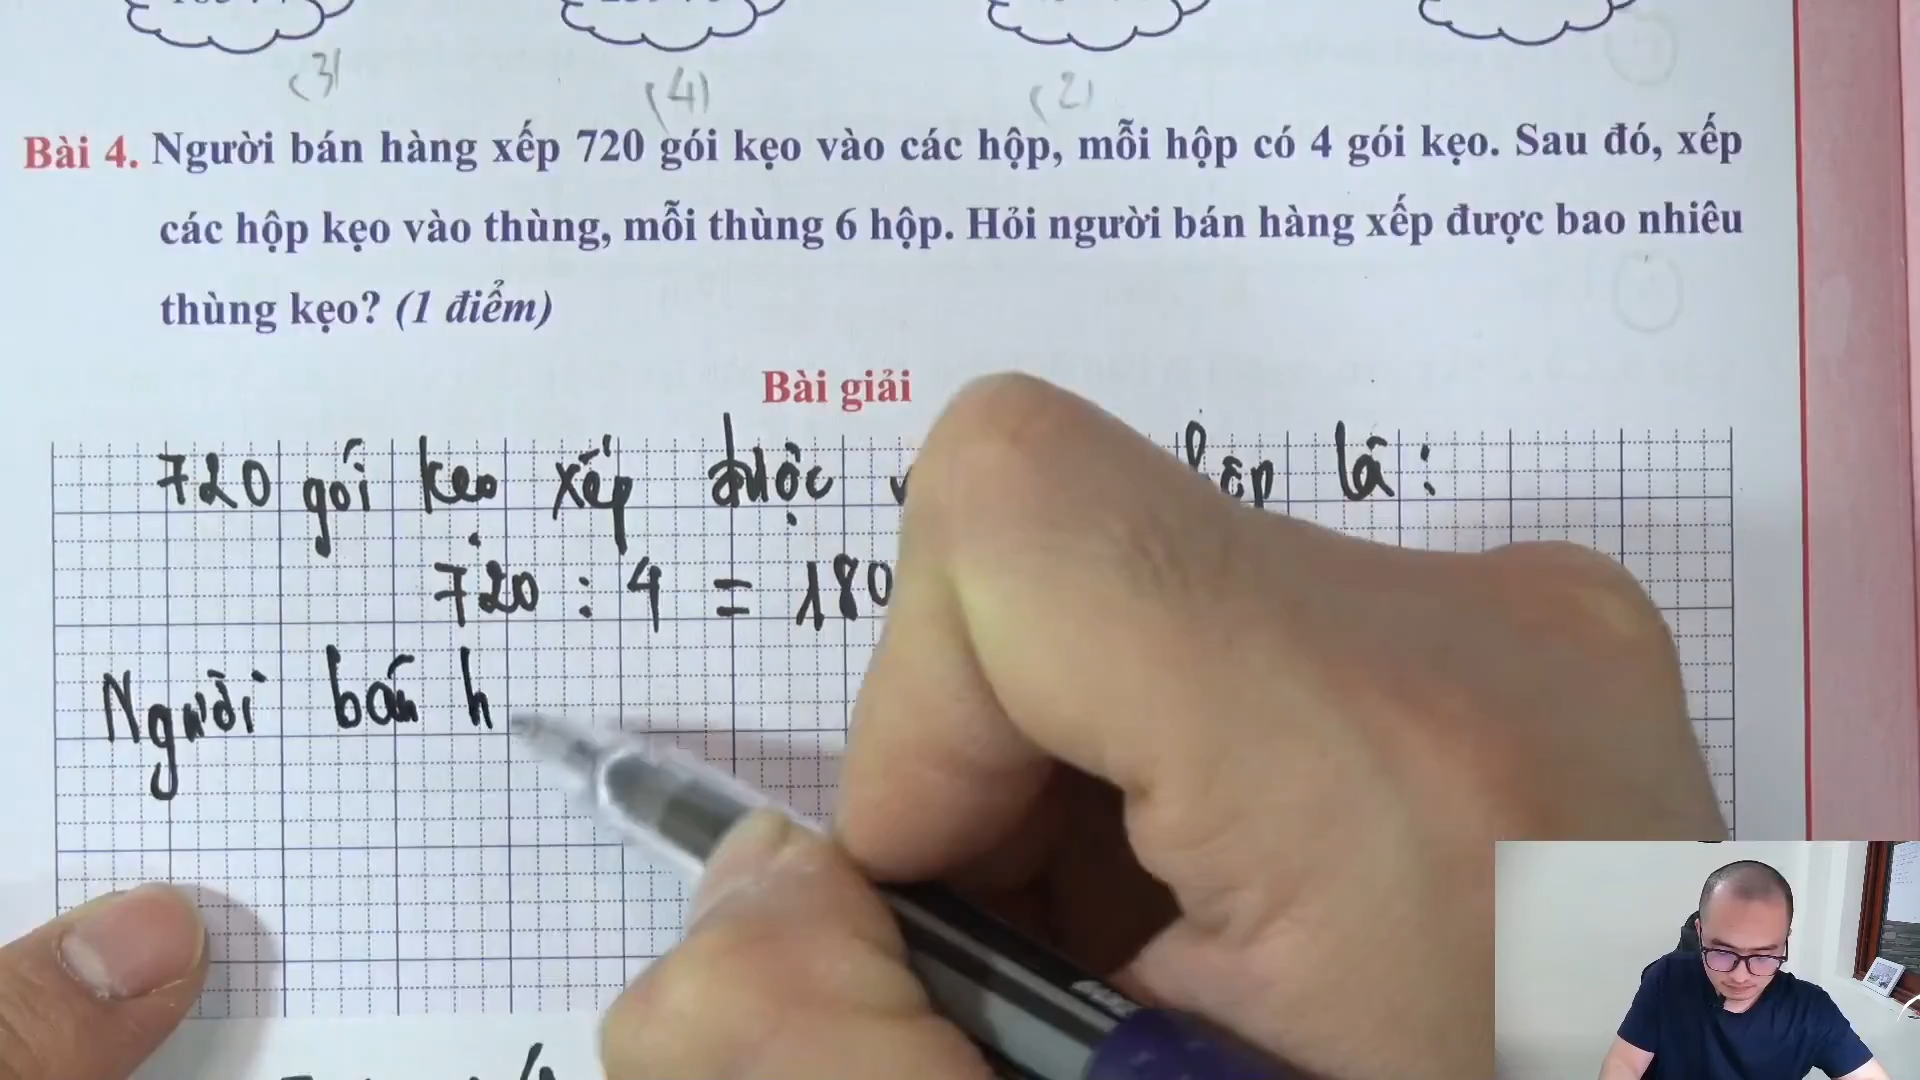 (3)
(4)
(2)
Bài 4. Người bán hàng xếp 720 gói kẹo vào các hộp, mỗi hộp có 4 gói kẹo. Sau đó, xếp
các hộp kẹo vào thùng, mỗi thùng 6 hộp. Hỏi người bán hàng xếp được bao nhiêu
thùng kẹo? (1 điểm)
Bài giải
720 gói kẹo xếp được hộp là:
720 : 4 = 180
Người bán h